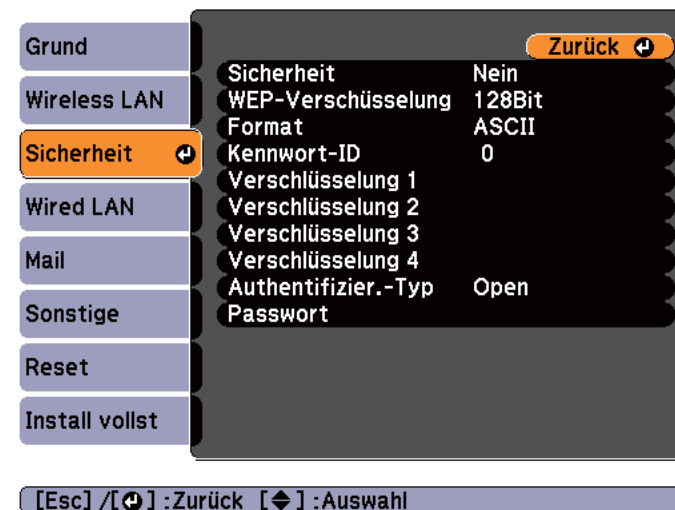 Grund
Wireless LAN
Sicherheit
Wired LAN
Mail
Sonstige
Reset
Install vollst
Zurück
Sicherheit Nein
WEP-Verschüsselung 128Bit
Format ASCII
Kennwort-ID 0
Verschlüsselung 1
Verschlüsselung 2
Verschlüsselung 3
Verschlüsselung 4
Authentifizier.-Typ Open
Passwort
[Esc] /[⏎] :Zurück [◆] :Auswahl